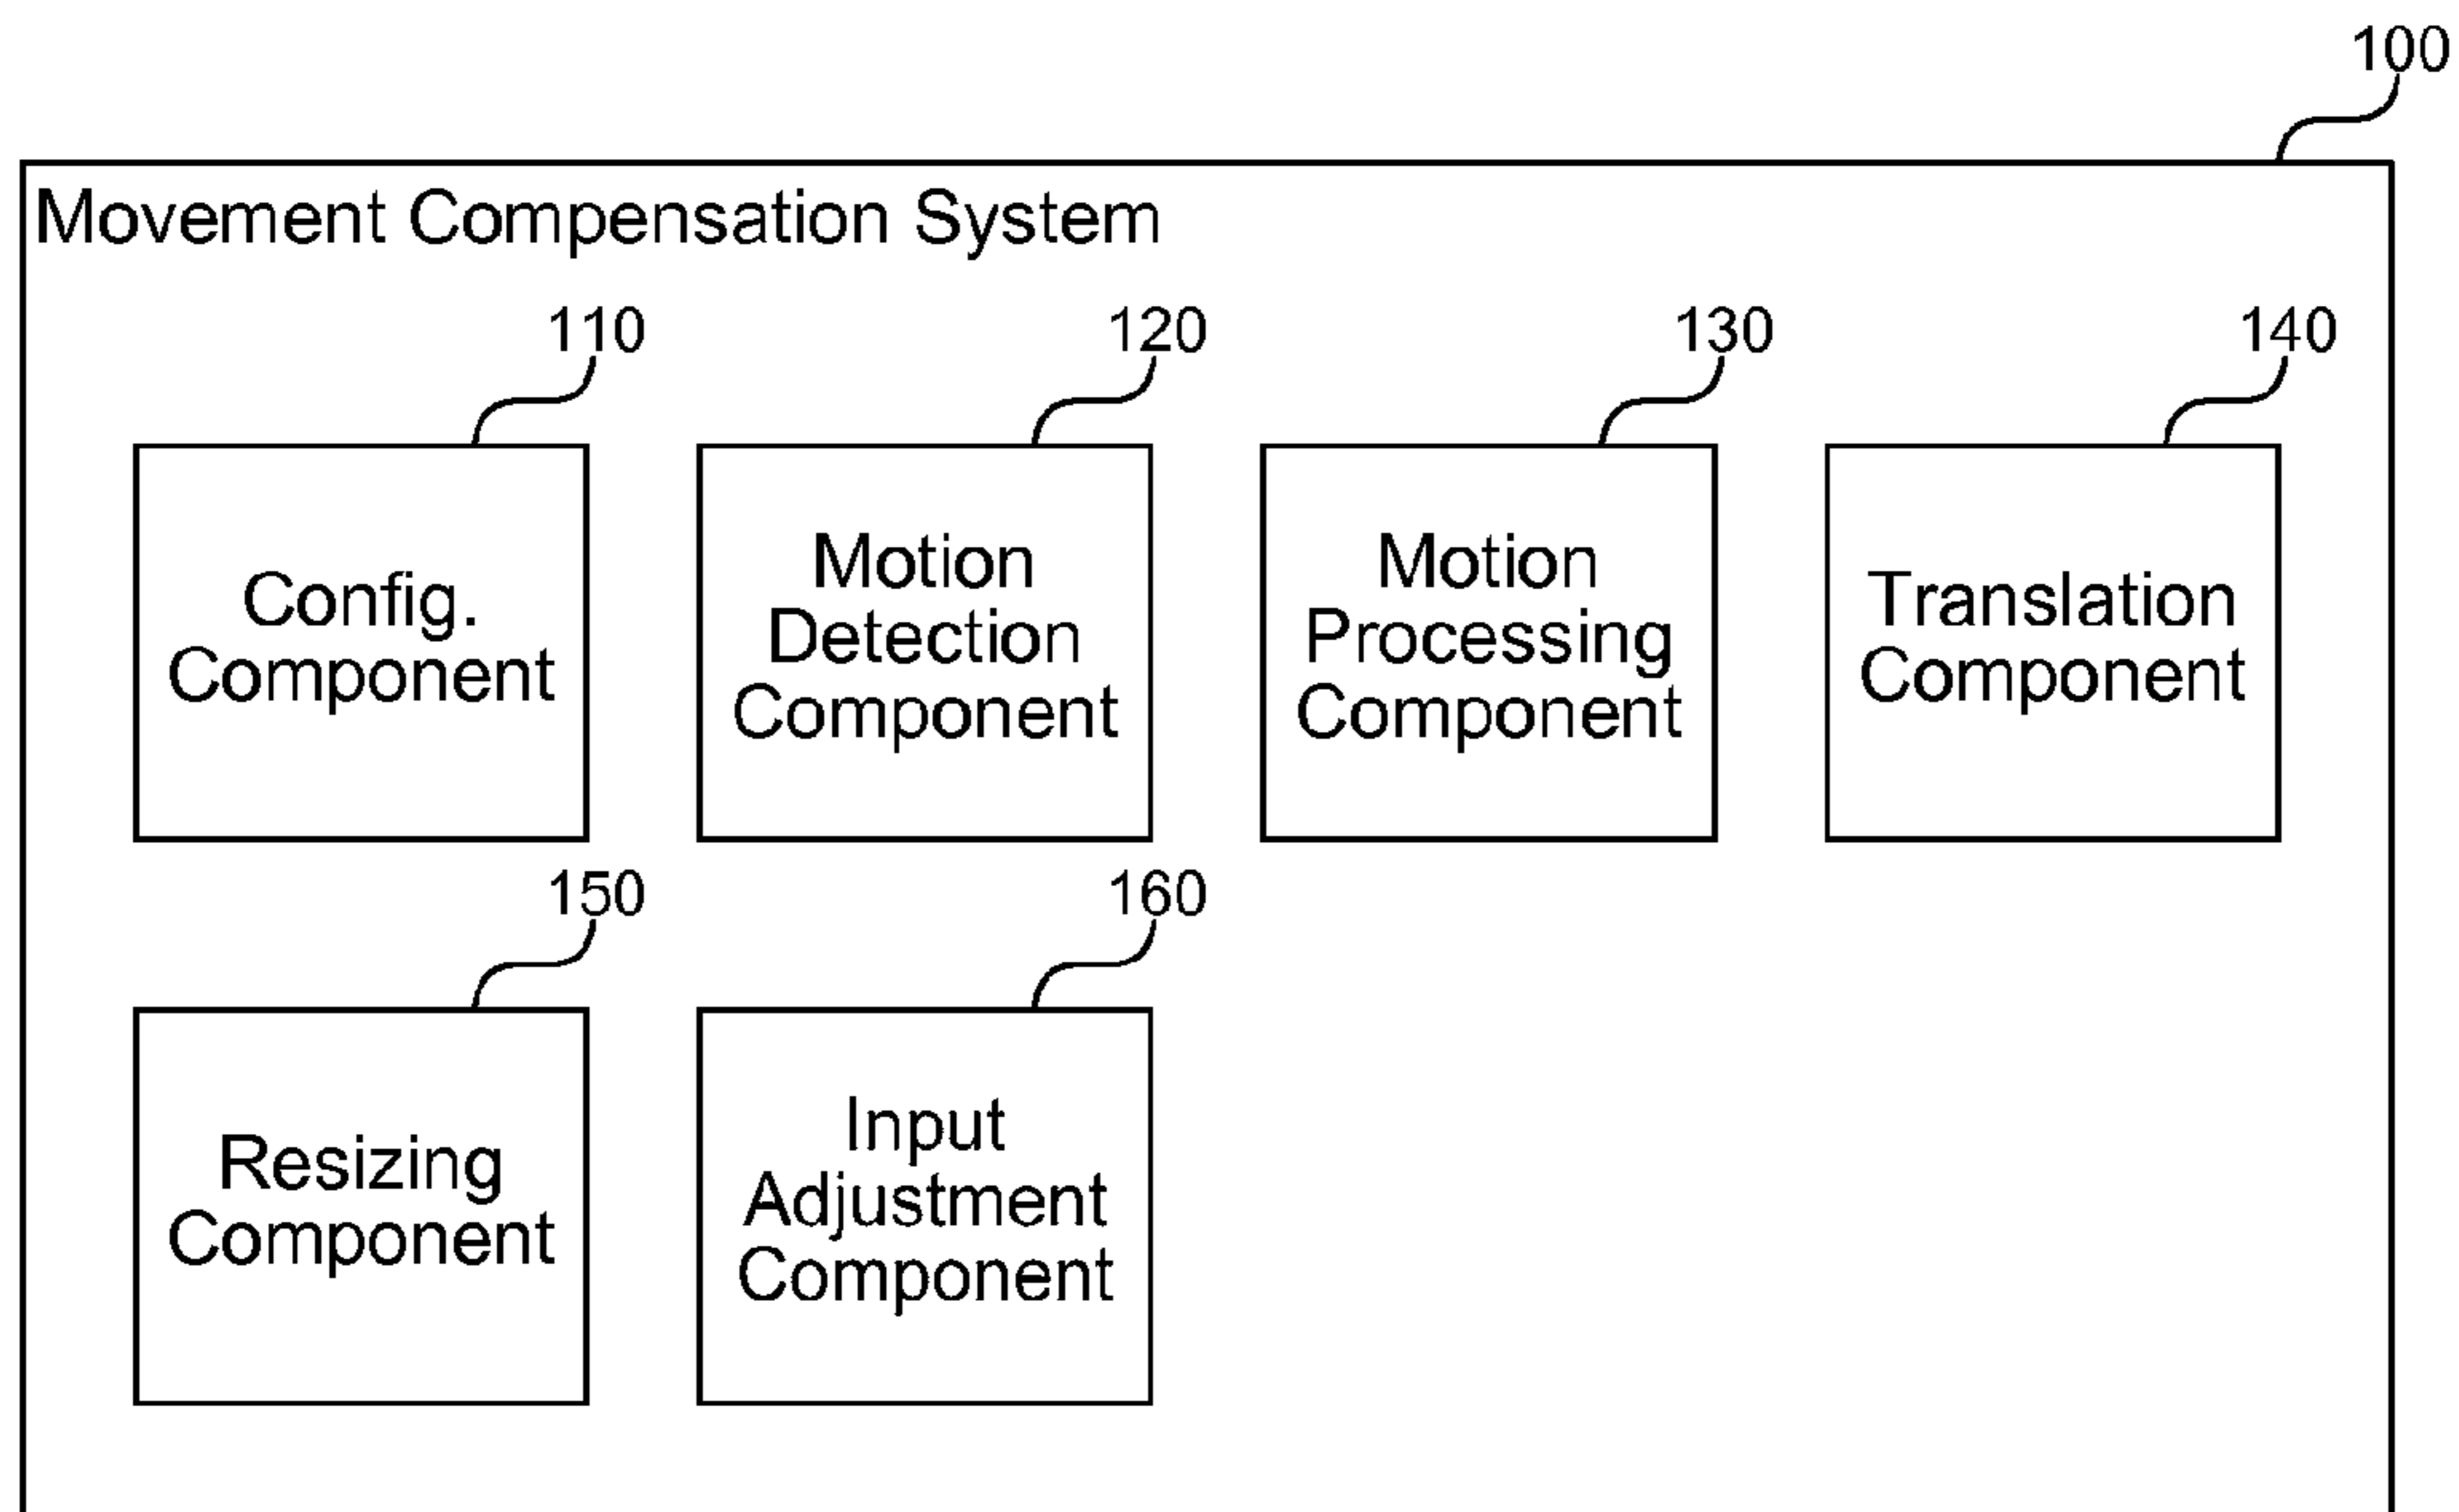 100
Movement Compensation System
110
120
130
140
Config.
Component
Motion
Detection
Component
Motion
Processing
Component
Translation
Component
150
160
Resizing
Component
Input
Adjustment
Component